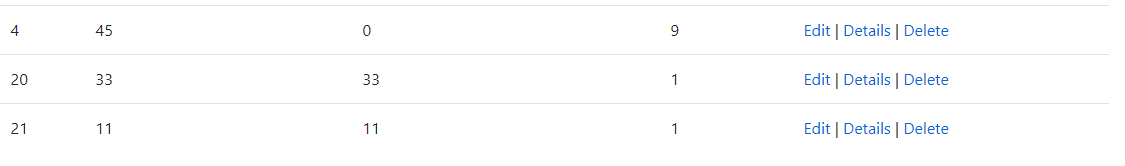 4 45 0 9 Edit | Details | Delete
20 33 33 1 Edit | Details | Delete
21 11 11 1 Edit | Details | Delete